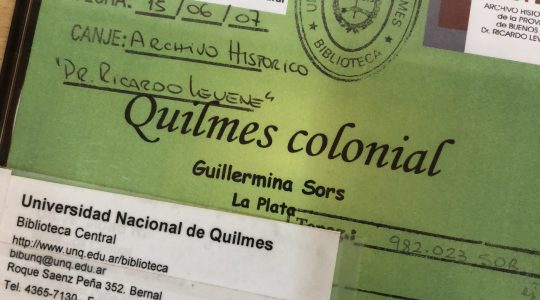 15/06/07
CANJE: ARCHIVO HISTORICO
"DR. RICARDO LEVENE"
BIBLIOTECA
ARCHIVO HISTO
de la PROVI
DE BUENOS
Dr. RICARDO LEV
Quilmes colonial
Guillermina Sors
La Plata
982.023 SOR
Universidad Nacional de Quilmes
Biblioteca Central
http://www.unq.edu.ar/biblioteca
bibunq@unq.edu.ar
Roque Saenz Peña 352. Bernal
Tel. 4365-7130